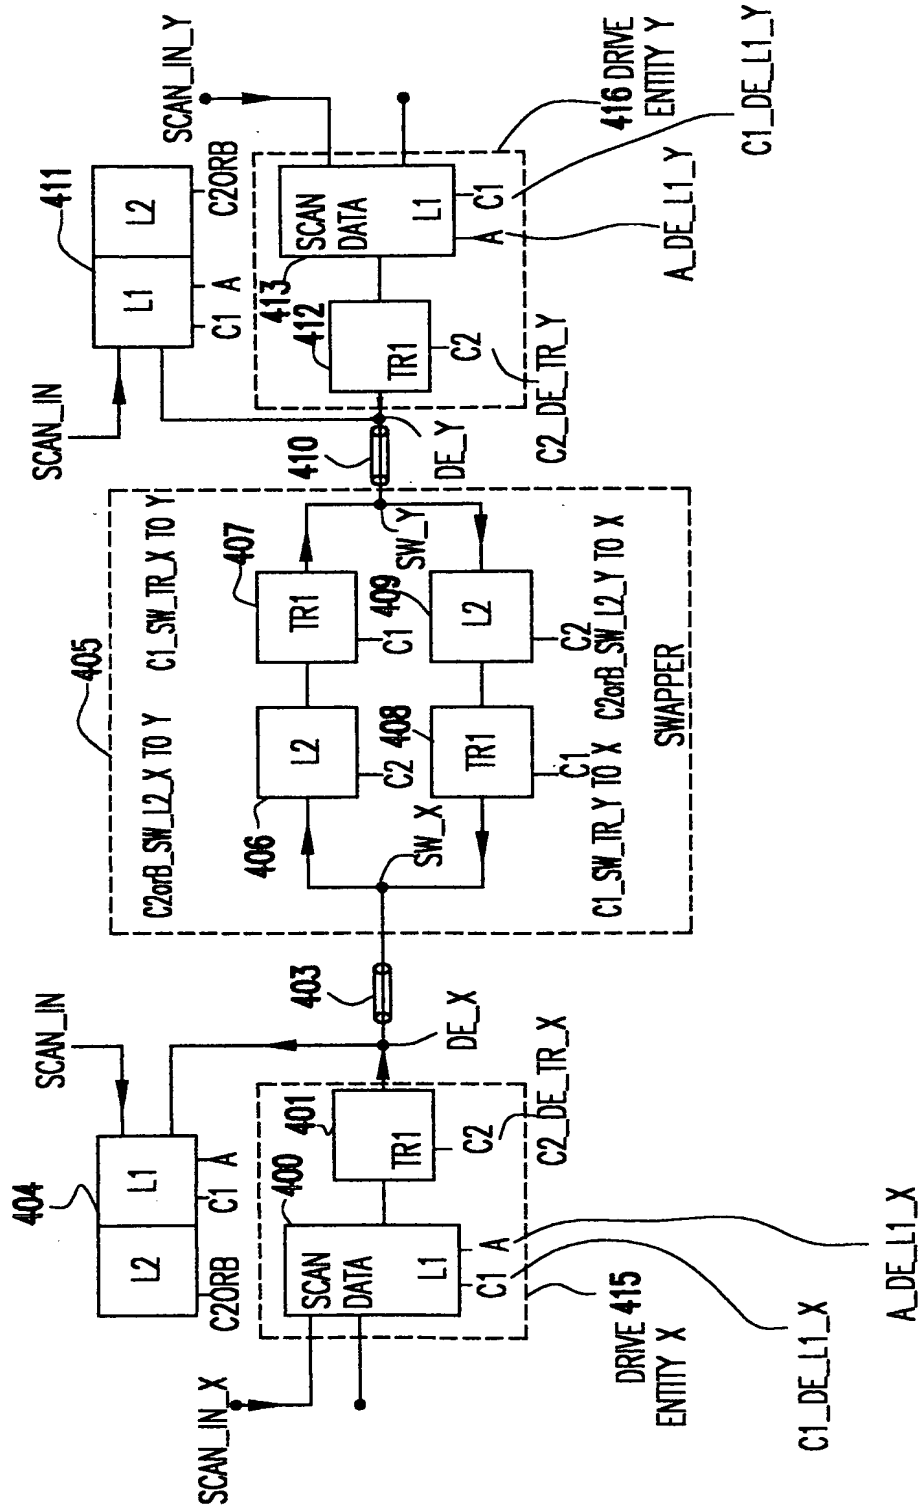 SCAN_IN_X
SCAN
DATA
L1
C1
A
400
TR1
401
C2
C2_DE_TR_X
DRIVE 415
ENTITY X
C1_DE_L1_X
A_DE_L1_X
404
L2
L1
C2ORB
C1
A
SCAN_IN
DE_X
403
405
C2orB_SW_L2_X TO Y
C1_SW_TR_X TO Y
L2
406
C2
TR1
407
C1
SW_X
SW_Y
TR1
408
C1
L2
409
C2
C1_SW_TR_Y TO X
C2orB_SW_L2_Y TO X
SWAPPER
410
DE_Y
SCAN_IN
411
L1
L2
C1
A
C2ORB
SCAN_IN_Y
412
TR1
C2
C2_DE_TR_Y
413
SCAN
DATA
L1
A
C1
416 DRIVE
ENTITY Y
A_DE_L1_Y
C1_DE_L1_Y